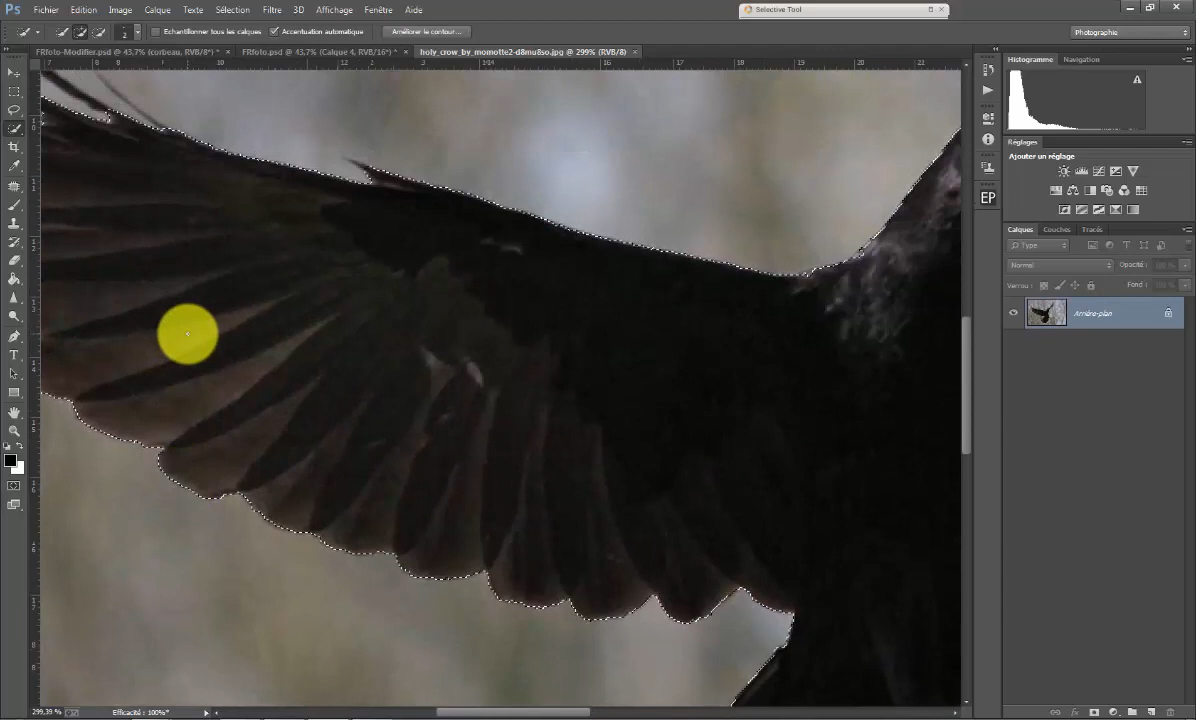 Ps Fichier Edition Image Calque Texte Sélection Filtre 3D Affichage Fenêtre Aide
Selective Tool
2 Echantillonner tous les calques Accentuation automatique Améliorer le contour... Photographie
FRfoto-Modifier.psd @ 43,7% (corbeau, RVB/8*) × FRfoto.psd @ 43,7% (Calque 4, RVB/16*) * × holy_crow_by_momotte2-d8mu8so.jpg @ 299% (RVB/8) ×
Histogramme Navigation
Réglages
Ajouter un réglage
EP
Calques Couches Tracés
Type
Normal Opacité :
Verrou : Fond :
Arrière-plan
299,39 % Efficacité : 100%*